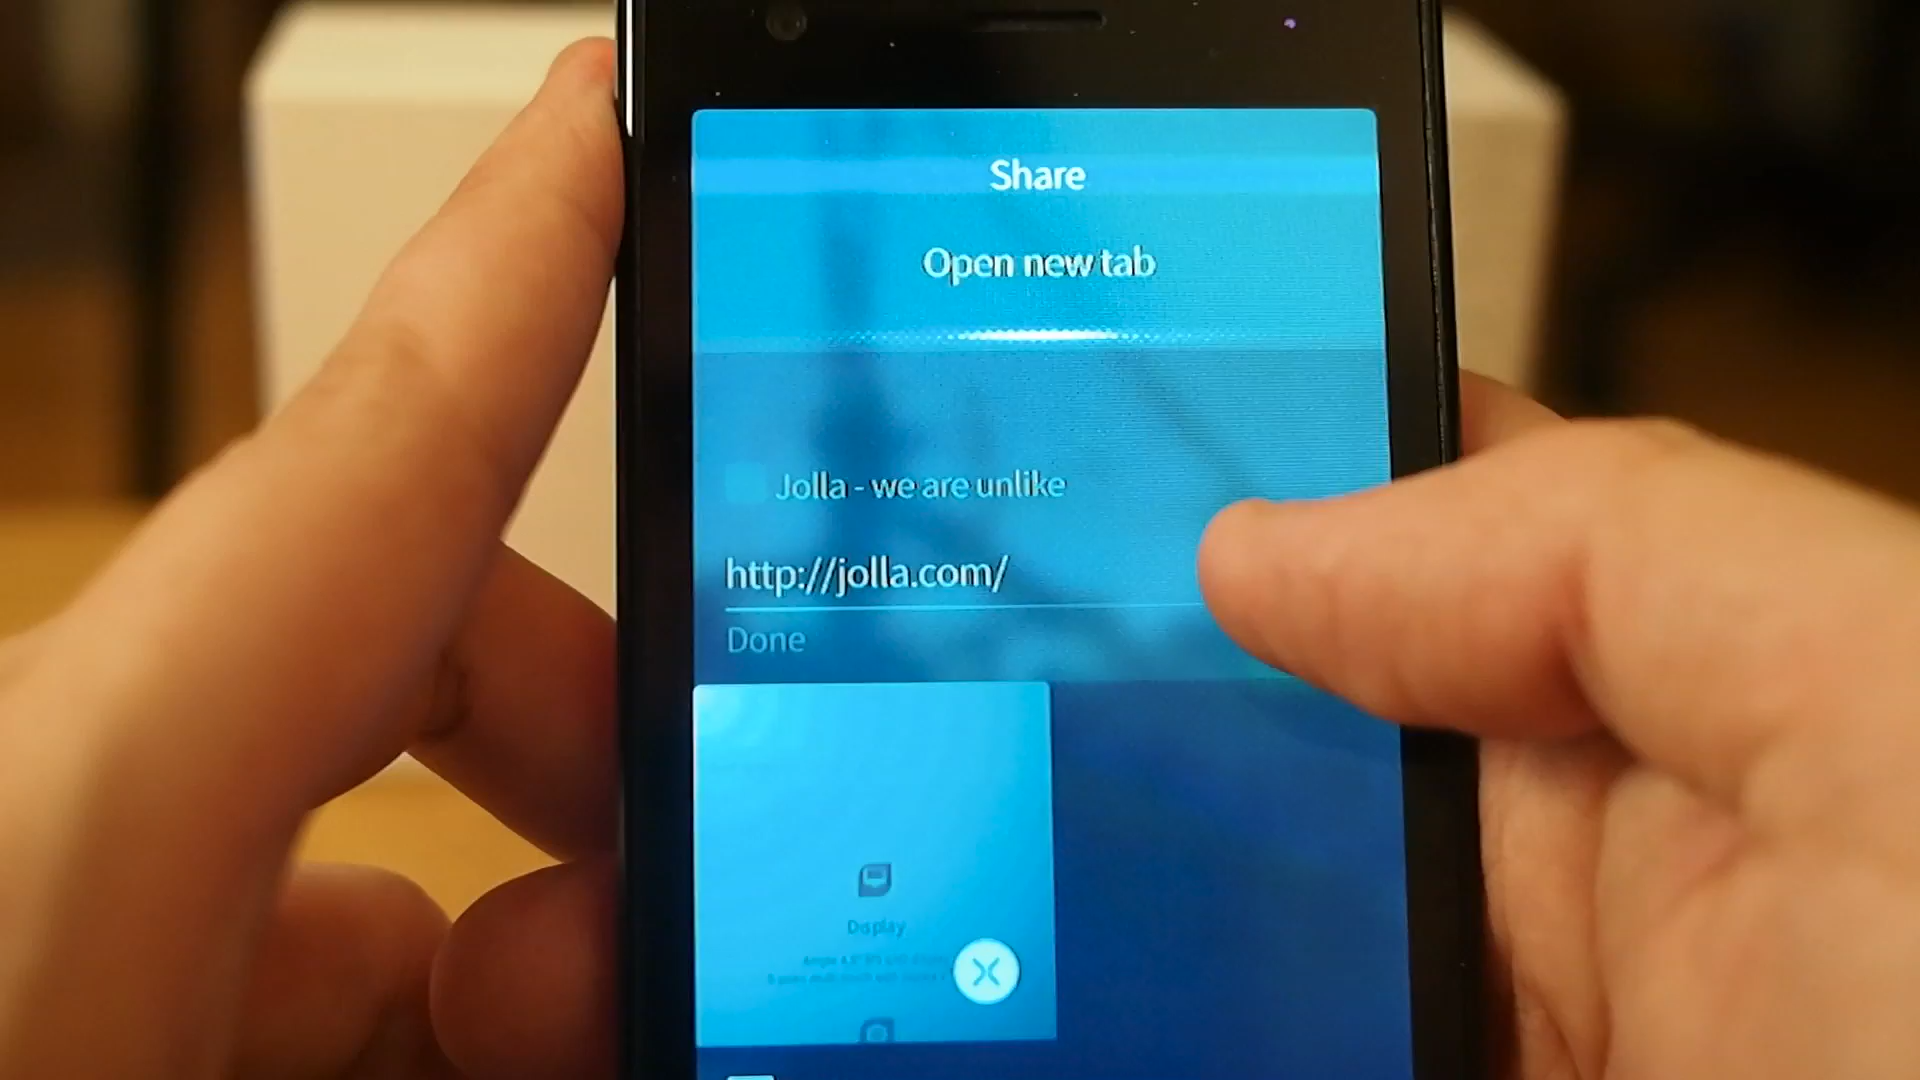 Share
Open new tab
Jolla - we are unlike
http://jolla.com/
Done
Display